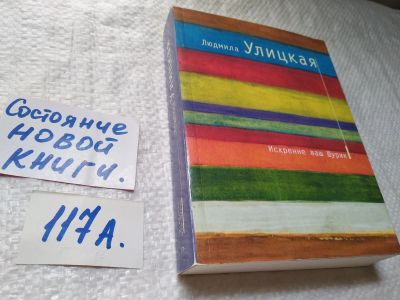 Людмила Улицкая
Искренне ваш Шурик
Состояние
новой
книги.
117А.